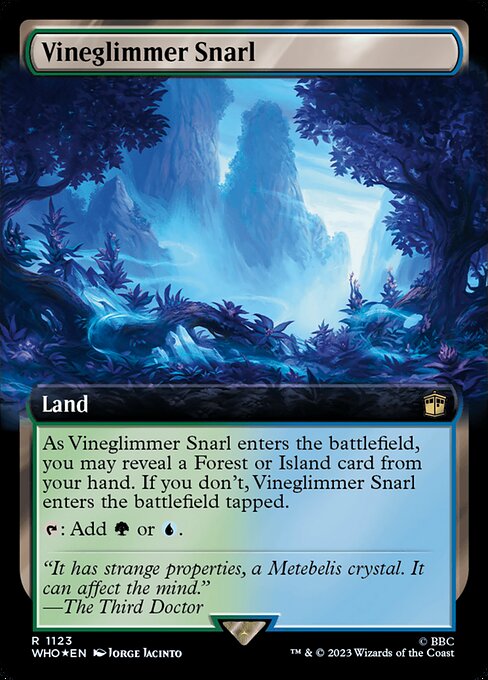 Vineglimmer Snarl
Land
As Vineglimmer Snarl enters the battlefield,
you may reveal a Forest or Island card from
your hand. If you don't, Vineglimmer Snarl
enters the battlefield tapped.
: Add or .
“It has strange properties, a Metebelis crystal. It
can affect the mind.”
—The Third Doctor
R 1123
WHO★EN Jorge Jacinto
© BBC
™ & © 2023 Wizards of the Coast